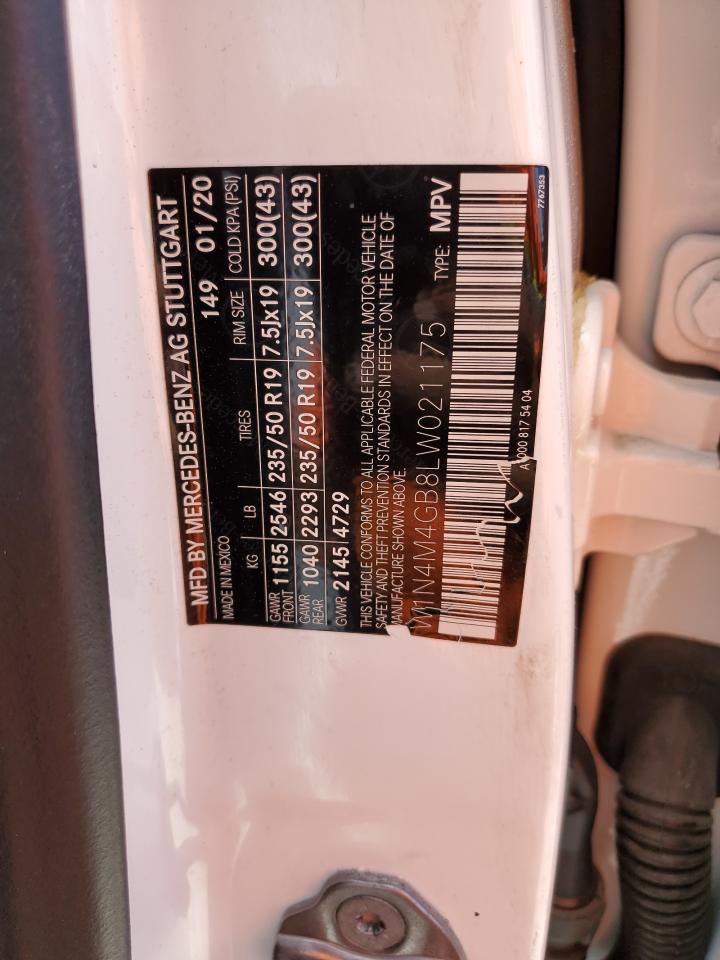 MFD BY MERCEDES-BENZ AG STUTTGART
MADE IN MEXICO 149 01/20
KG LB TIRES RIM SIZE COLD KPA(PSI)
GAWR FRONT 1155 2546 235/50 R19 7.5Jx19 300(43)
GAWR REAR 1040 2293 235/50 R19 7.5Jx19 300(43)
GVWR 2145 4729
THIS VEHICLE CONFORMS TO ALL APPLICABLE FEDERAL MOTOR VEHICLE
SAFETY AND THEFT PREVENTION STANDARDS IN EFFECT ON THE DATE OF
MANUFACTURE SHOWN ABOVE.
W1N4M4GB8LW021175 TYPE: MPV
A 000 817 54 04 7767353